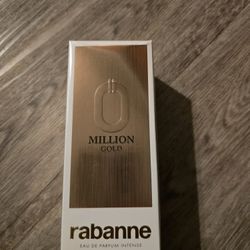 MILLION
GOLD
rabanne
EAU DE PARFUM INTENSE